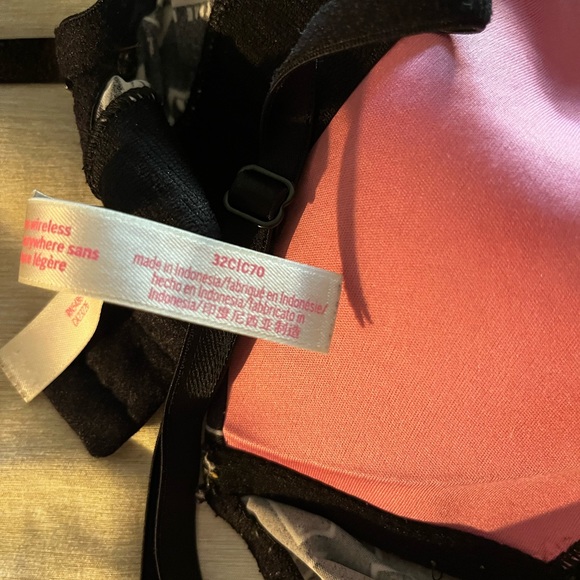 wireless
ywhere sans
légère
32C|C70
made in Indonesia/fabriqué en Indonésie/
hecho en Indonesia/fabbricato in
Indonesia/印度尼西亚制造